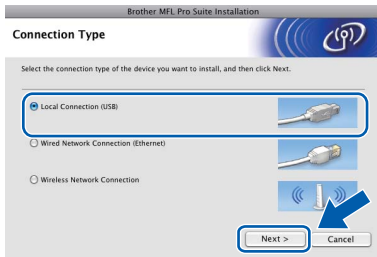 Brother MFL Pro Suite Installation
Connection Type
Select the connection type of the device you want to install, and then click Next.
Local Connection (USB)
Wired Network Connection (Ethernet)
Wireless Network Connection
Next >
Cancel